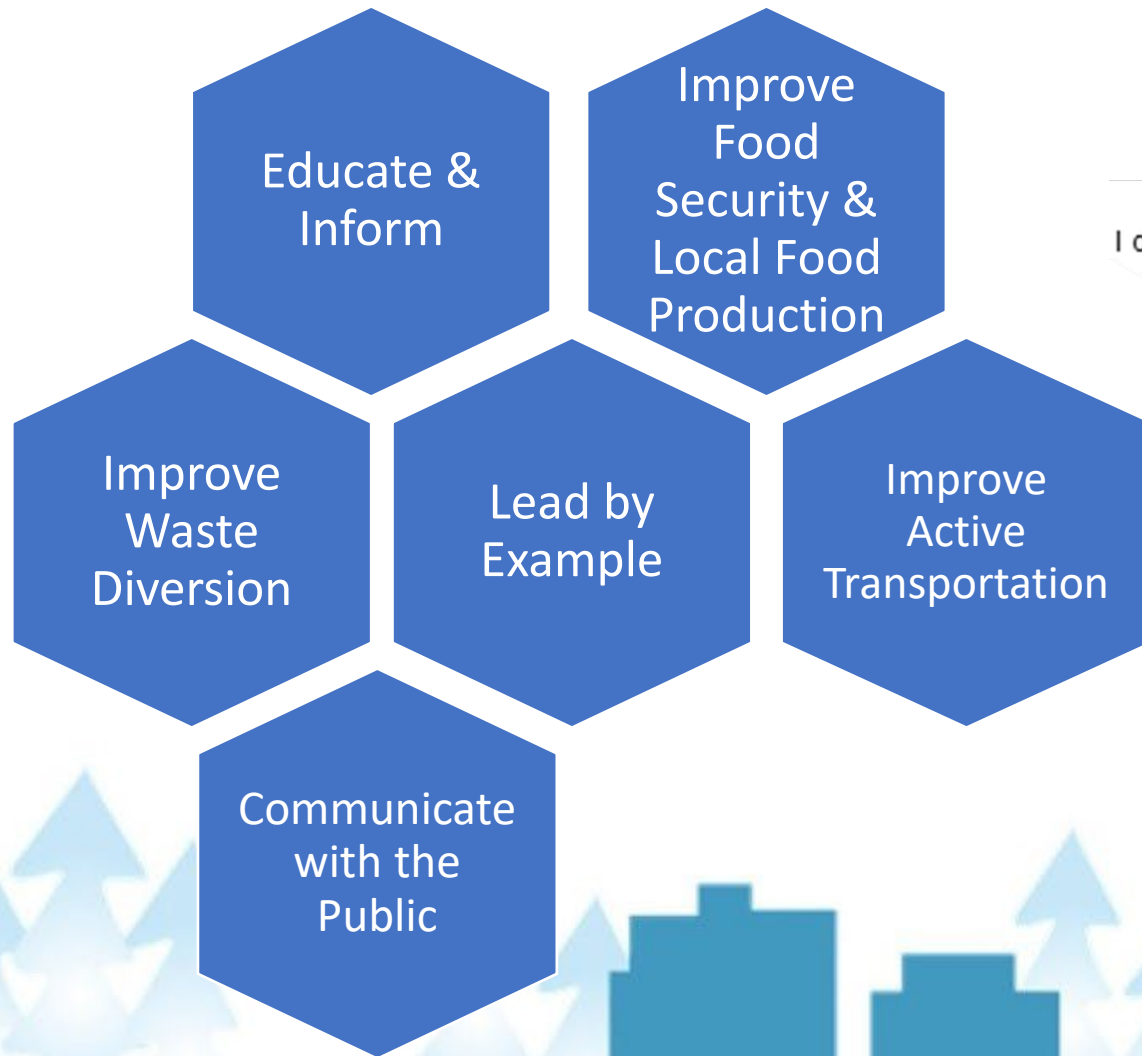 Educate &
Inform
Improve
Food
Security &
Local Food
Production
I
Improve
Waste
Diversion
Lead by
Example
Improve
Active
Transportation
Communicate
with the
Public